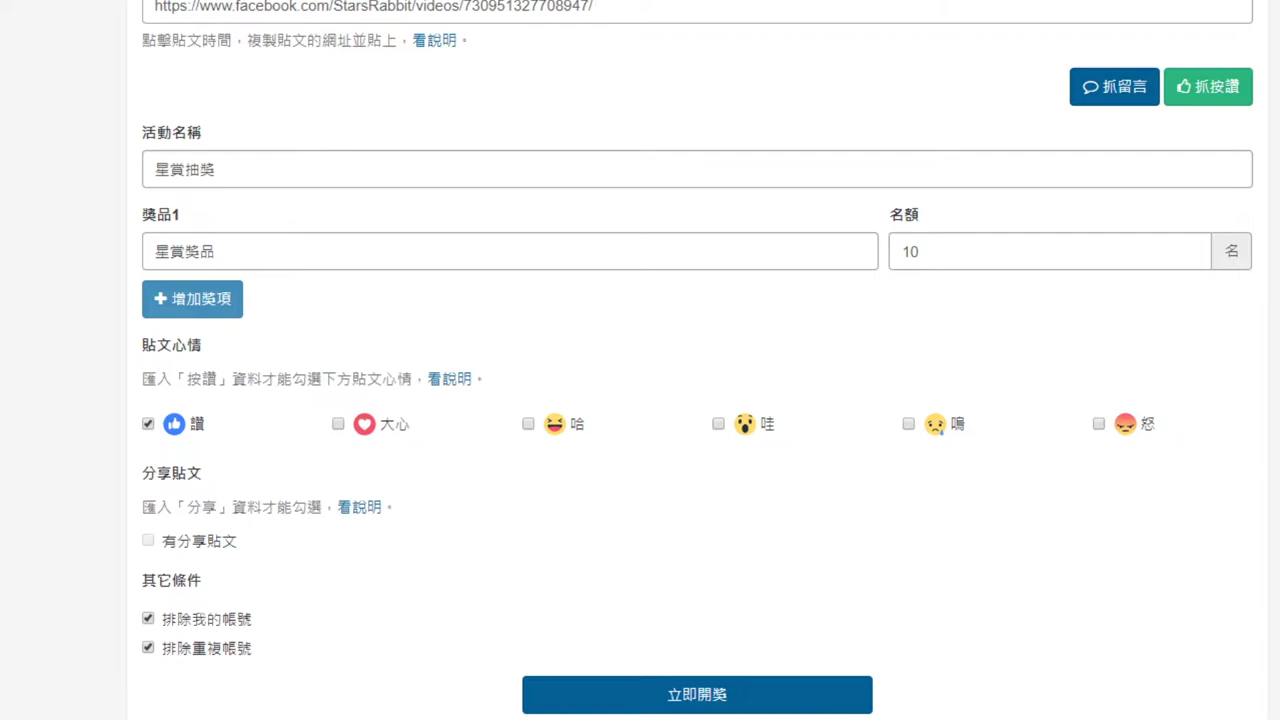 https://www.facebook.com/StarsRabbit/videos/730951327708947/
點擊貼文時間，複製貼文的網址並貼上，看說明。
抓留言 抓按讚
活動名稱
星賞抽獎
獎品1 名額
星賞獎品 10 名
增加獎項
貼文心情
匯入「按讚」資料才能勾選下方貼文心情，看說明。
讚 大心 哈 哇 嗚 怒
分享貼文
匯入「分享」資料才能勾選，看說明。
有分享貼文
其它條件
排除我的帳號
排除重複帳號
立即開獎